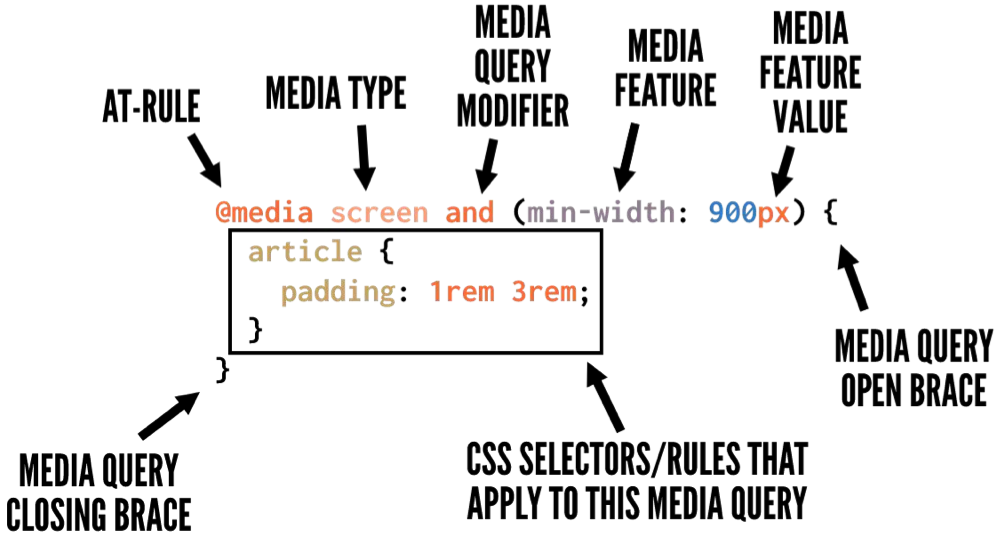 MEDIA
QUERY
MODIFIER
MEDIA
FEATURE
VALUE
MEDIA
FEATURE
AT-RULE
MEDIA TYPE
@media screen and (min-width: 900px) {
article {
padding: 1rem 3rem;
}
}
MEDIA QUERY
OPEN BRACE
MEDIA QUERY
CLOSING BRACE
CSS SELECTORS/RULES THAT
APPLY TO THIS MEDIA QUERY